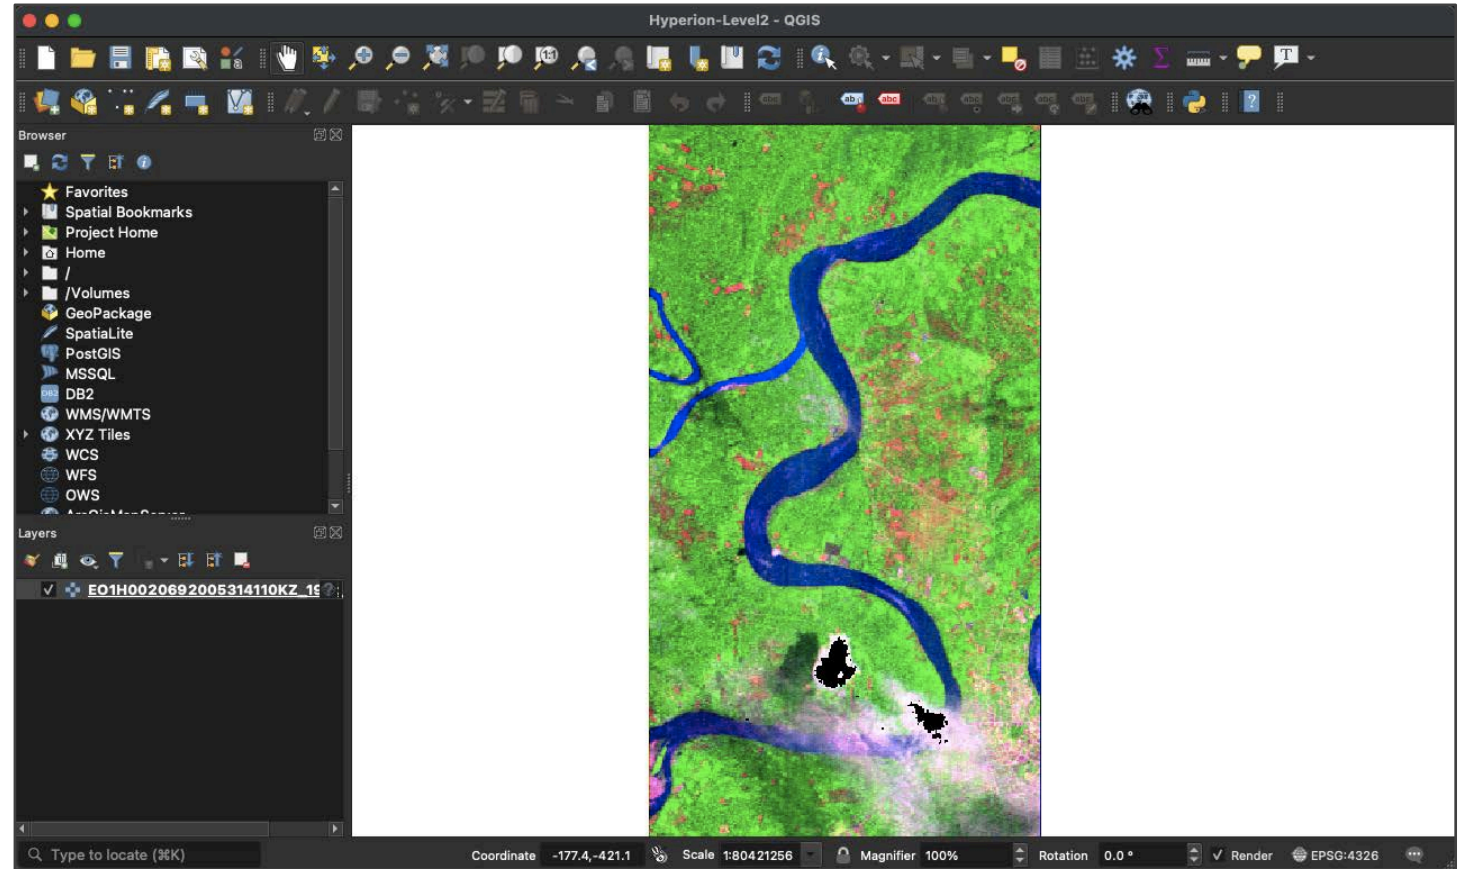 Hyperion-Level2 - QGIS
Browser
Favorites
Spatial Bookmarks
Project Home
Home
/
/Volumes
GeoPackage
SpatiaLite
PostGIS
MSSQL
DB2
WMS/WMTS
XYZ Tiles
WCS
WFS
OWS
ArcGisMapServer
Layers
EO1H0020692005314110KZ_19
Type to locate (⌘K)
Coordinate -177.4,-421.1 Scale 1:80421256 Magnifier 100% Rotation 0.0 ° Render EPSG:4326